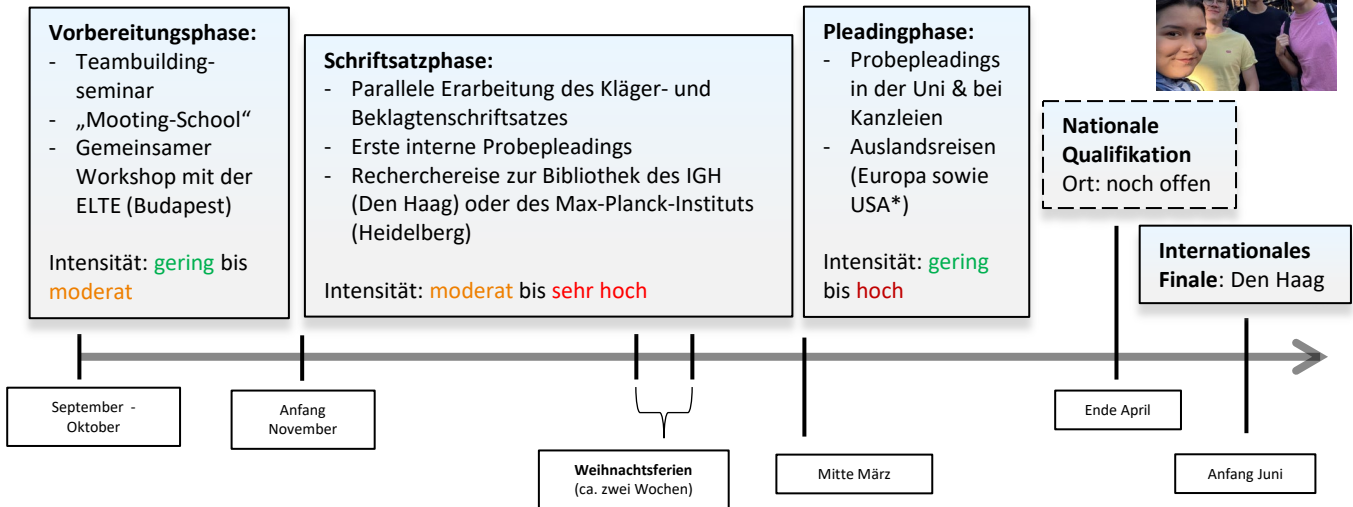 Vorbereitungsphase:
- Teambuilding-
seminar
- „Mooting-School“
- Gemeinsamer
Workshop mit der
ELTE (Budapest)
Intensität: gering bis
moderat
Schriftsatzphase:
- Parallele Erarbeitung des Kläger- und
Beklagtenschriftsatzes
- Erste interne Probepleadings
- Recherchereise zur Bibliothek des IGH
(Den Haag) oder des Max-Planck-Instituts
(Heidelberg)
Intensität: moderat bis sehr hoch
Pleadingphase:
- Probepleadings
in der Uni & bei
Kanzleien
- Auslandsreisen
(Europa sowie
USA*)
Intensität: gering
bis hoch
Nationale
Qualifikation
Ort: noch offen
Internationales
Finale: Den Haag
September -
Oktober
Anfang
November
Weihnachtsferien
(ca. zwei Wochen)
Mitte März
Ende April
Anfang Juni